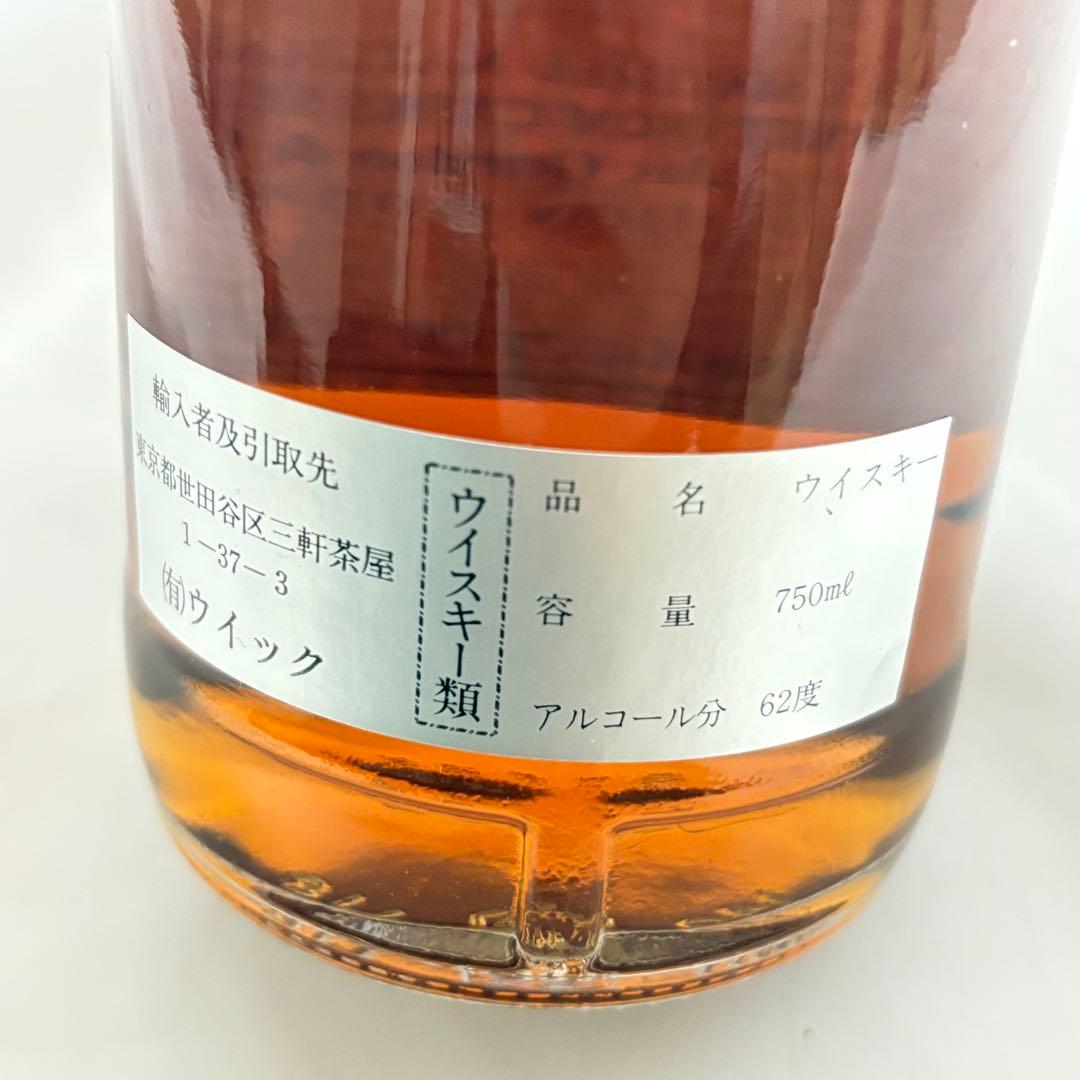 輸入者及引取先
東京都世田谷区三軒茶屋
1－37－3
㈲ウイック
ウイスキー類
品 名 ウイスキー
容 量 750mℓ
アルコール分 62度